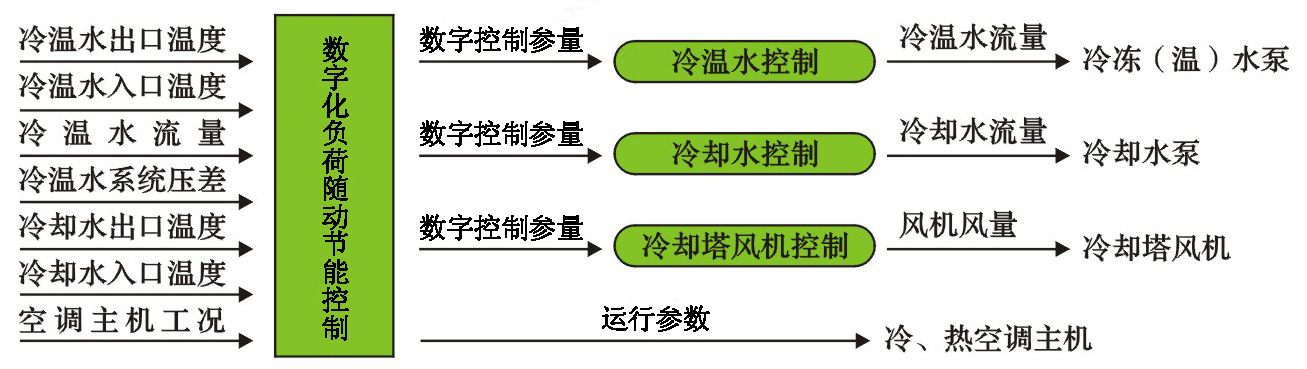 冷温水出口温度
冷温水入口温度
冷温水流量
冷温水系统压差
冷却水出口温度
冷却水入口温度
空调主机工况
数字化负荷随动节能控制
数字控制参量
冷温水控制
冷温水流量
冷冻（温）水泵
数字控制参量
冷却水控制
冷却水流量
冷却水泵
数字控制参量
冷却塔风机控制
风机风量
冷却塔风机
运行参数
冷、热空调主机